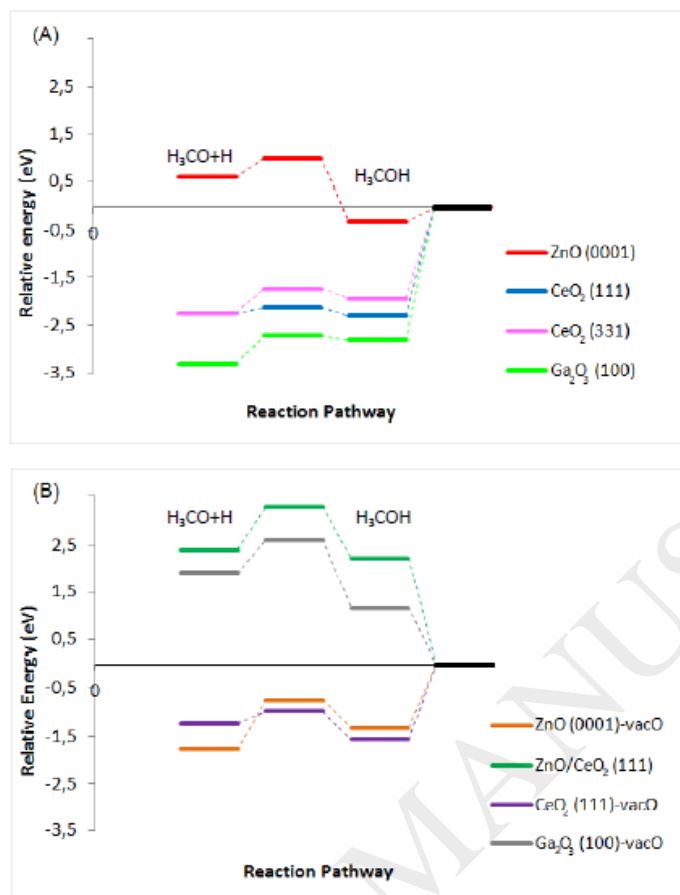 (A)
2,5
1,5
0,5
-0,5
-1,5
-2,5
-3,5
0
Relative energy (eV)
H₃CO+H
H₃COH
ZnO (0001)
CeO₂ (111)
CeO₂ (331)
Ga₂O₃ (100)
Reaction Pathway
(B)
2,5
1,5
0,5
-0,5
-1,5
-2,5
-3,5
0
Relative Energy (eV)
H₃CO+H
H₃COH
ZnO (0001)-vacO
ZnO/CeO₂ (111)
CeO₂ (111)-vacO
Ga₂O₃ (100)-vacO
Reaction Pathway
MANUS